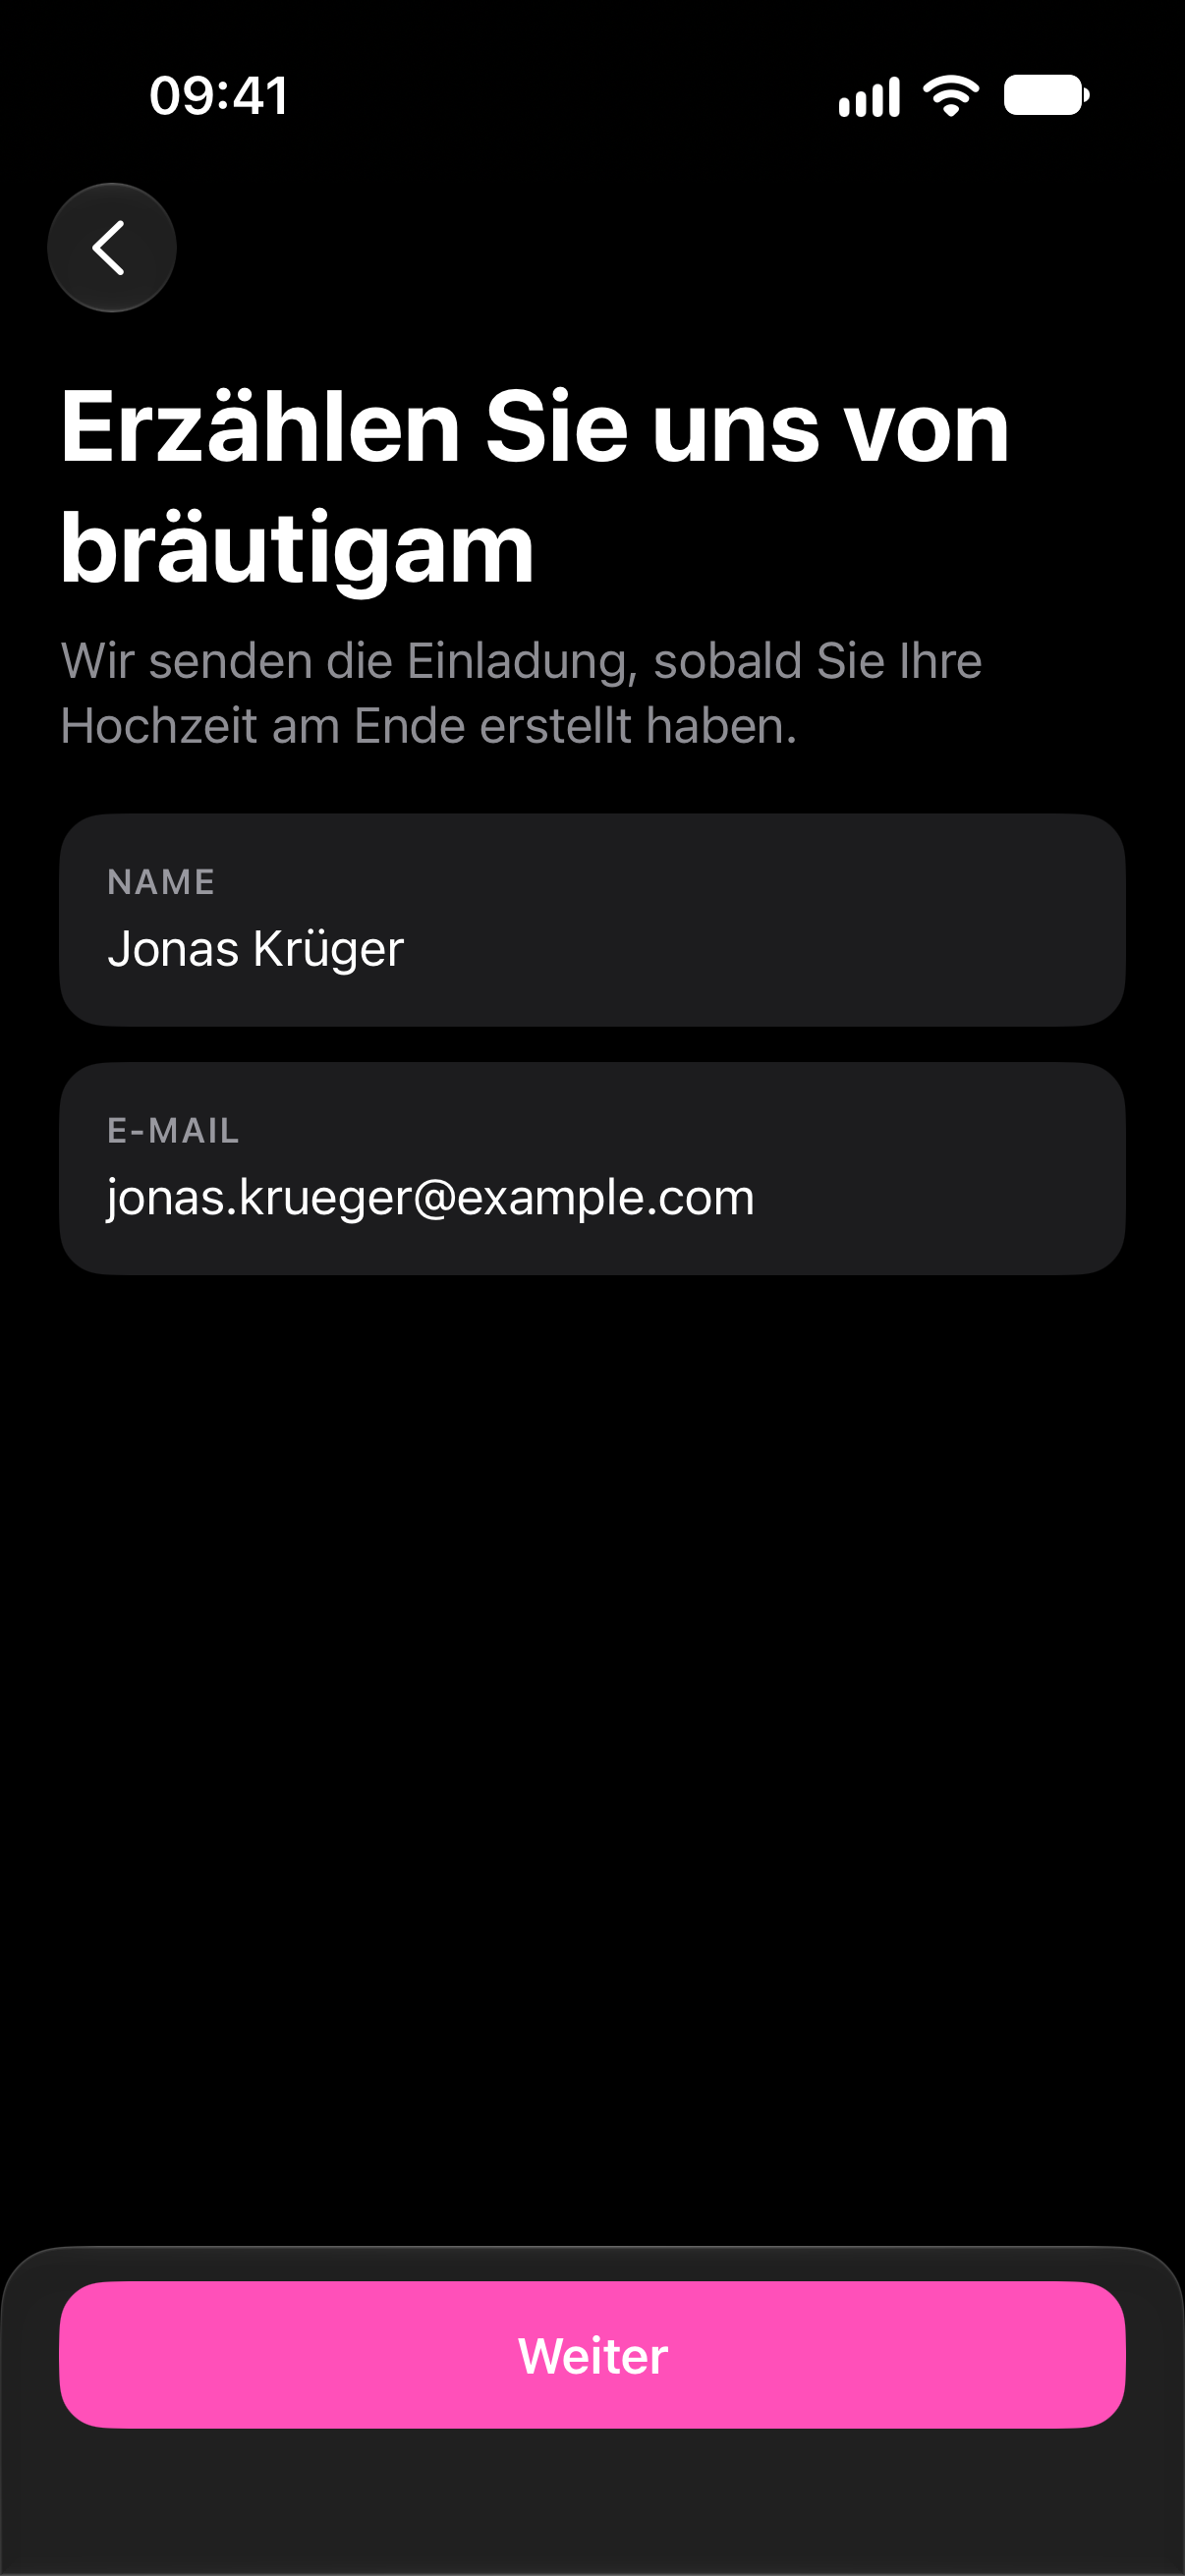 09:41
Erzählen Sie uns von
bräutigam
Wir senden die Einladung, sobald Sie Ihre
Hochzeit am Ende erstellt haben.
NAME
Jonas Krüger
E-MAIL
jonas.krueger@example.com
Weiter